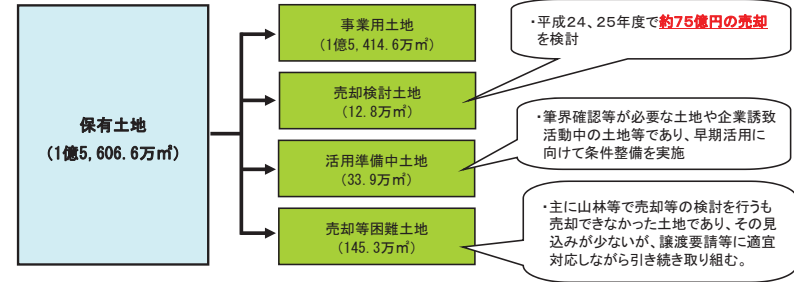 保有土地
(1億5,606.6万㎡)
事業用土地
(1億5,414.6万㎡)
売却検討土地
(12.8万㎡)
活用準備中土地
(33.9万㎡)
売却等困難土地
(145.3万㎡)
・平成24、25年度で約75億円の売却
を検討
・筆界確認等が必要な土地や企業誘致
活動中の土地等であり、早期活用に
向けて条件整備を実施
・主に山林等で売却等の検討を行うも
売却できなかった土地であり、その見
込みが少ないが、譲渡要請等に適宜
対応しながら引き続き取り組む。